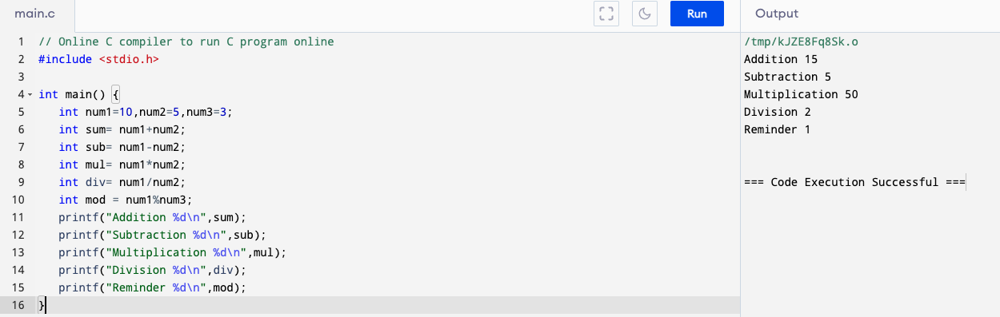 main.c
Run
Output
1 // Online C compiler to run C program online
2 #include <stdio.h>
3
4 int main() {
5    int num1=10,num2=5,num3=3;
6    int sum= num1+num2;
7    int sub= num1-num2;
8    int mul= num1*num2;
9    int div= num1/num2;
10    int mod = num1%num3;
11    printf("Addition %d\n",sum);
12    printf("Subtraction %d\n",sub);
13    printf("Multiplication %d\n",mul);
14    printf("Division %d\n",div);
15    printf("Reminder %d\n",mod);
16 }
/tmp/kJZE8Fq8Sk.o
Addition 15
Subtraction 5
Multiplication 50
Division 2
Reminder 1
=== Code Execution Successful ===